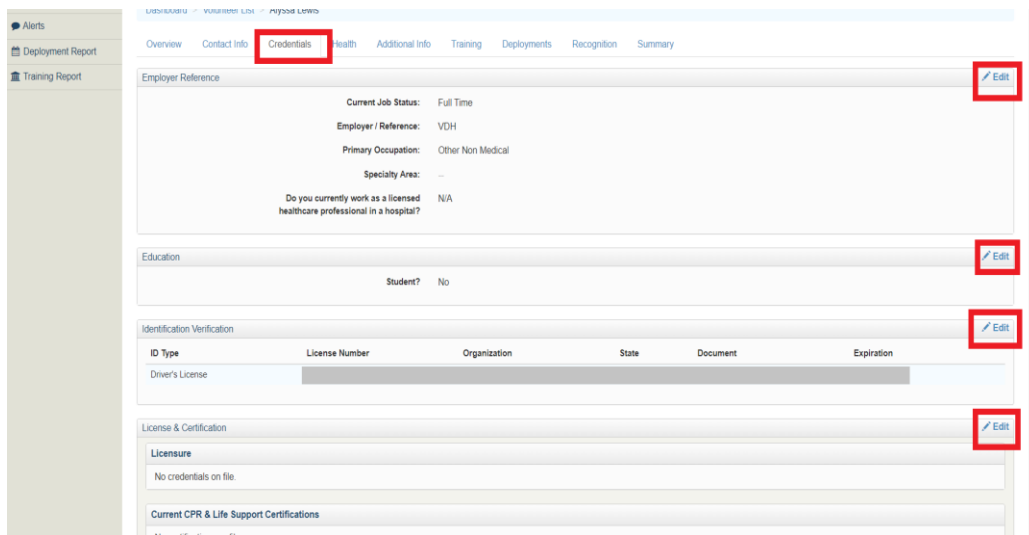 Dashboard > Volunteer List > Alyssa Lewis
Alerts
Deployment Report
Training Report
Overview Contact Info Credentials Health Additional Info Training Deployments Recognition Summary
Employer Reference Edit
Current Job Status: Full Time
Employer / Reference: VDH
Primary Occupation: Other Non Medical
Specialty Area: ...
Do you currently work as a licensed N/A
healthcare professional in a hospital?
Education Edit
Student? No
Identification Verification Edit
ID Type License Number Organization State Document Expiration
Driver's License
License & Certification Edit
Licensure
No credentials on file.
Current CPR & Life Support Certifications